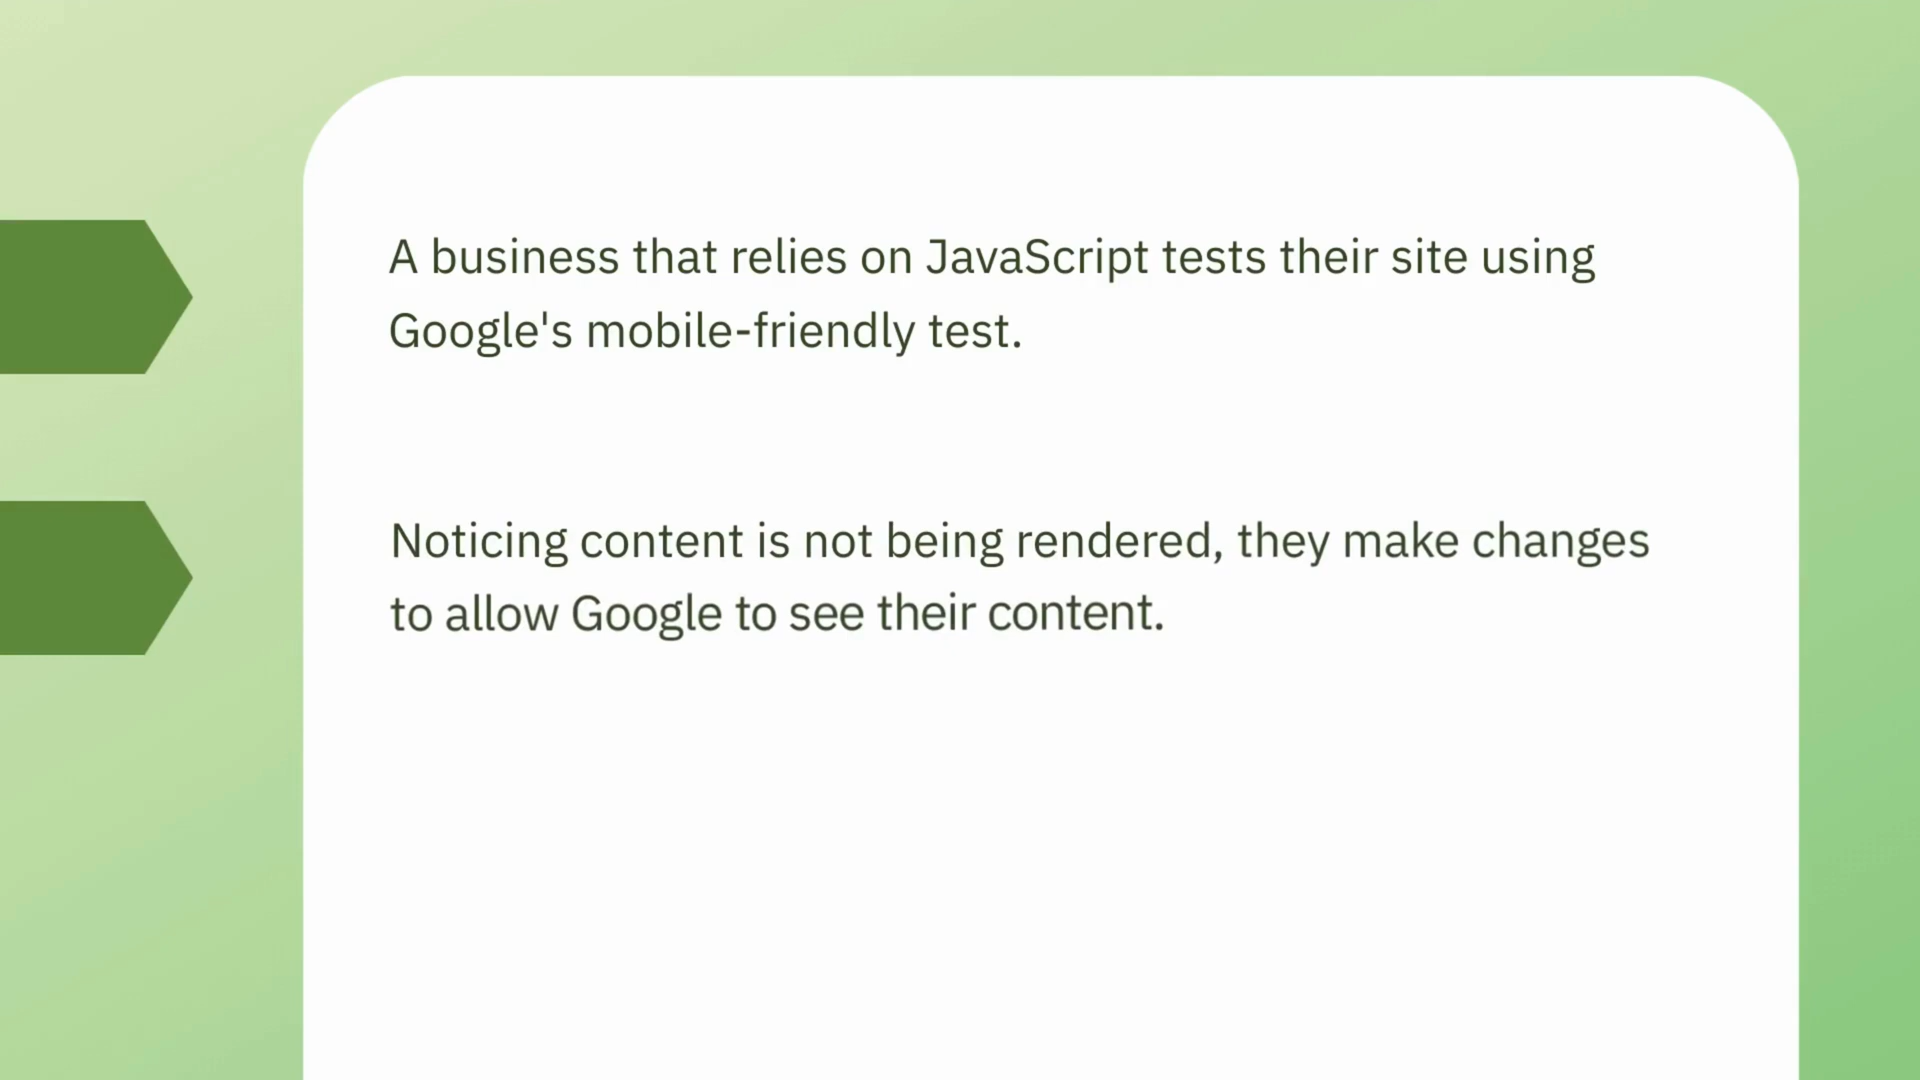 A business that relies on JavaScript tests their site using
Google's mobile-friendly test.
Noticing content is not being rendered, they make changes
to allow Google to see their content.